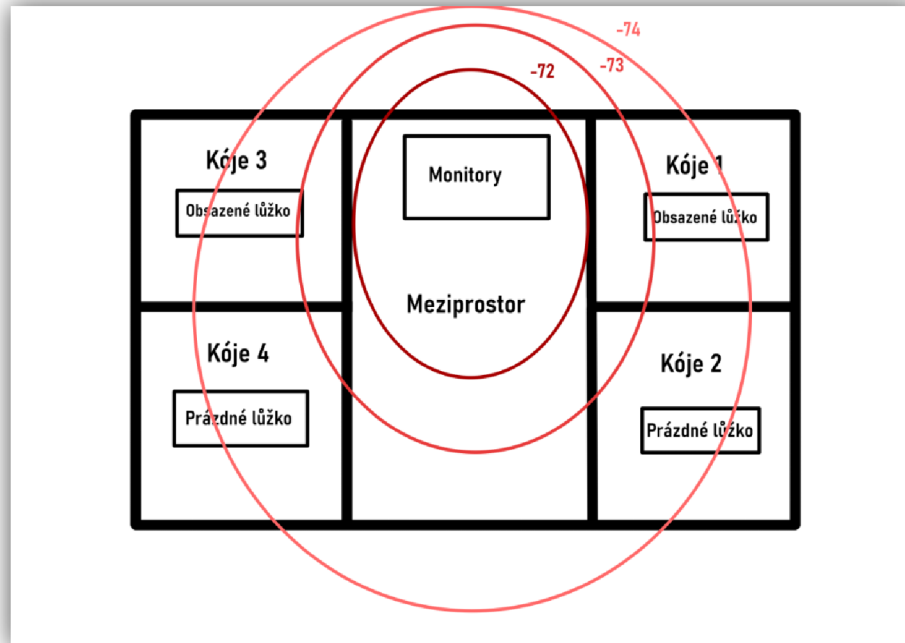 -74
-73
-72
Kóje 3
Monitory
Kóje 1
Obsazené lůžko
Obsazené lůžko
Meziprostor
Kóje 4
Kóje 2
Prázdné lůžko
Prázdné lůžko